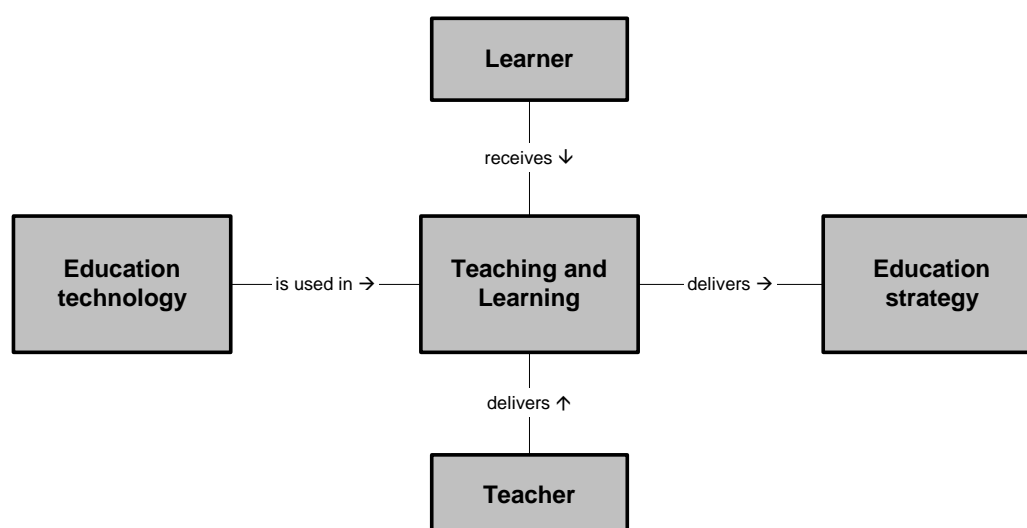 Learner
receives ↓
Education
technology
is used in →
Teaching and
Learning
delivers →
Education
strategy
delivers ↑
Teacher